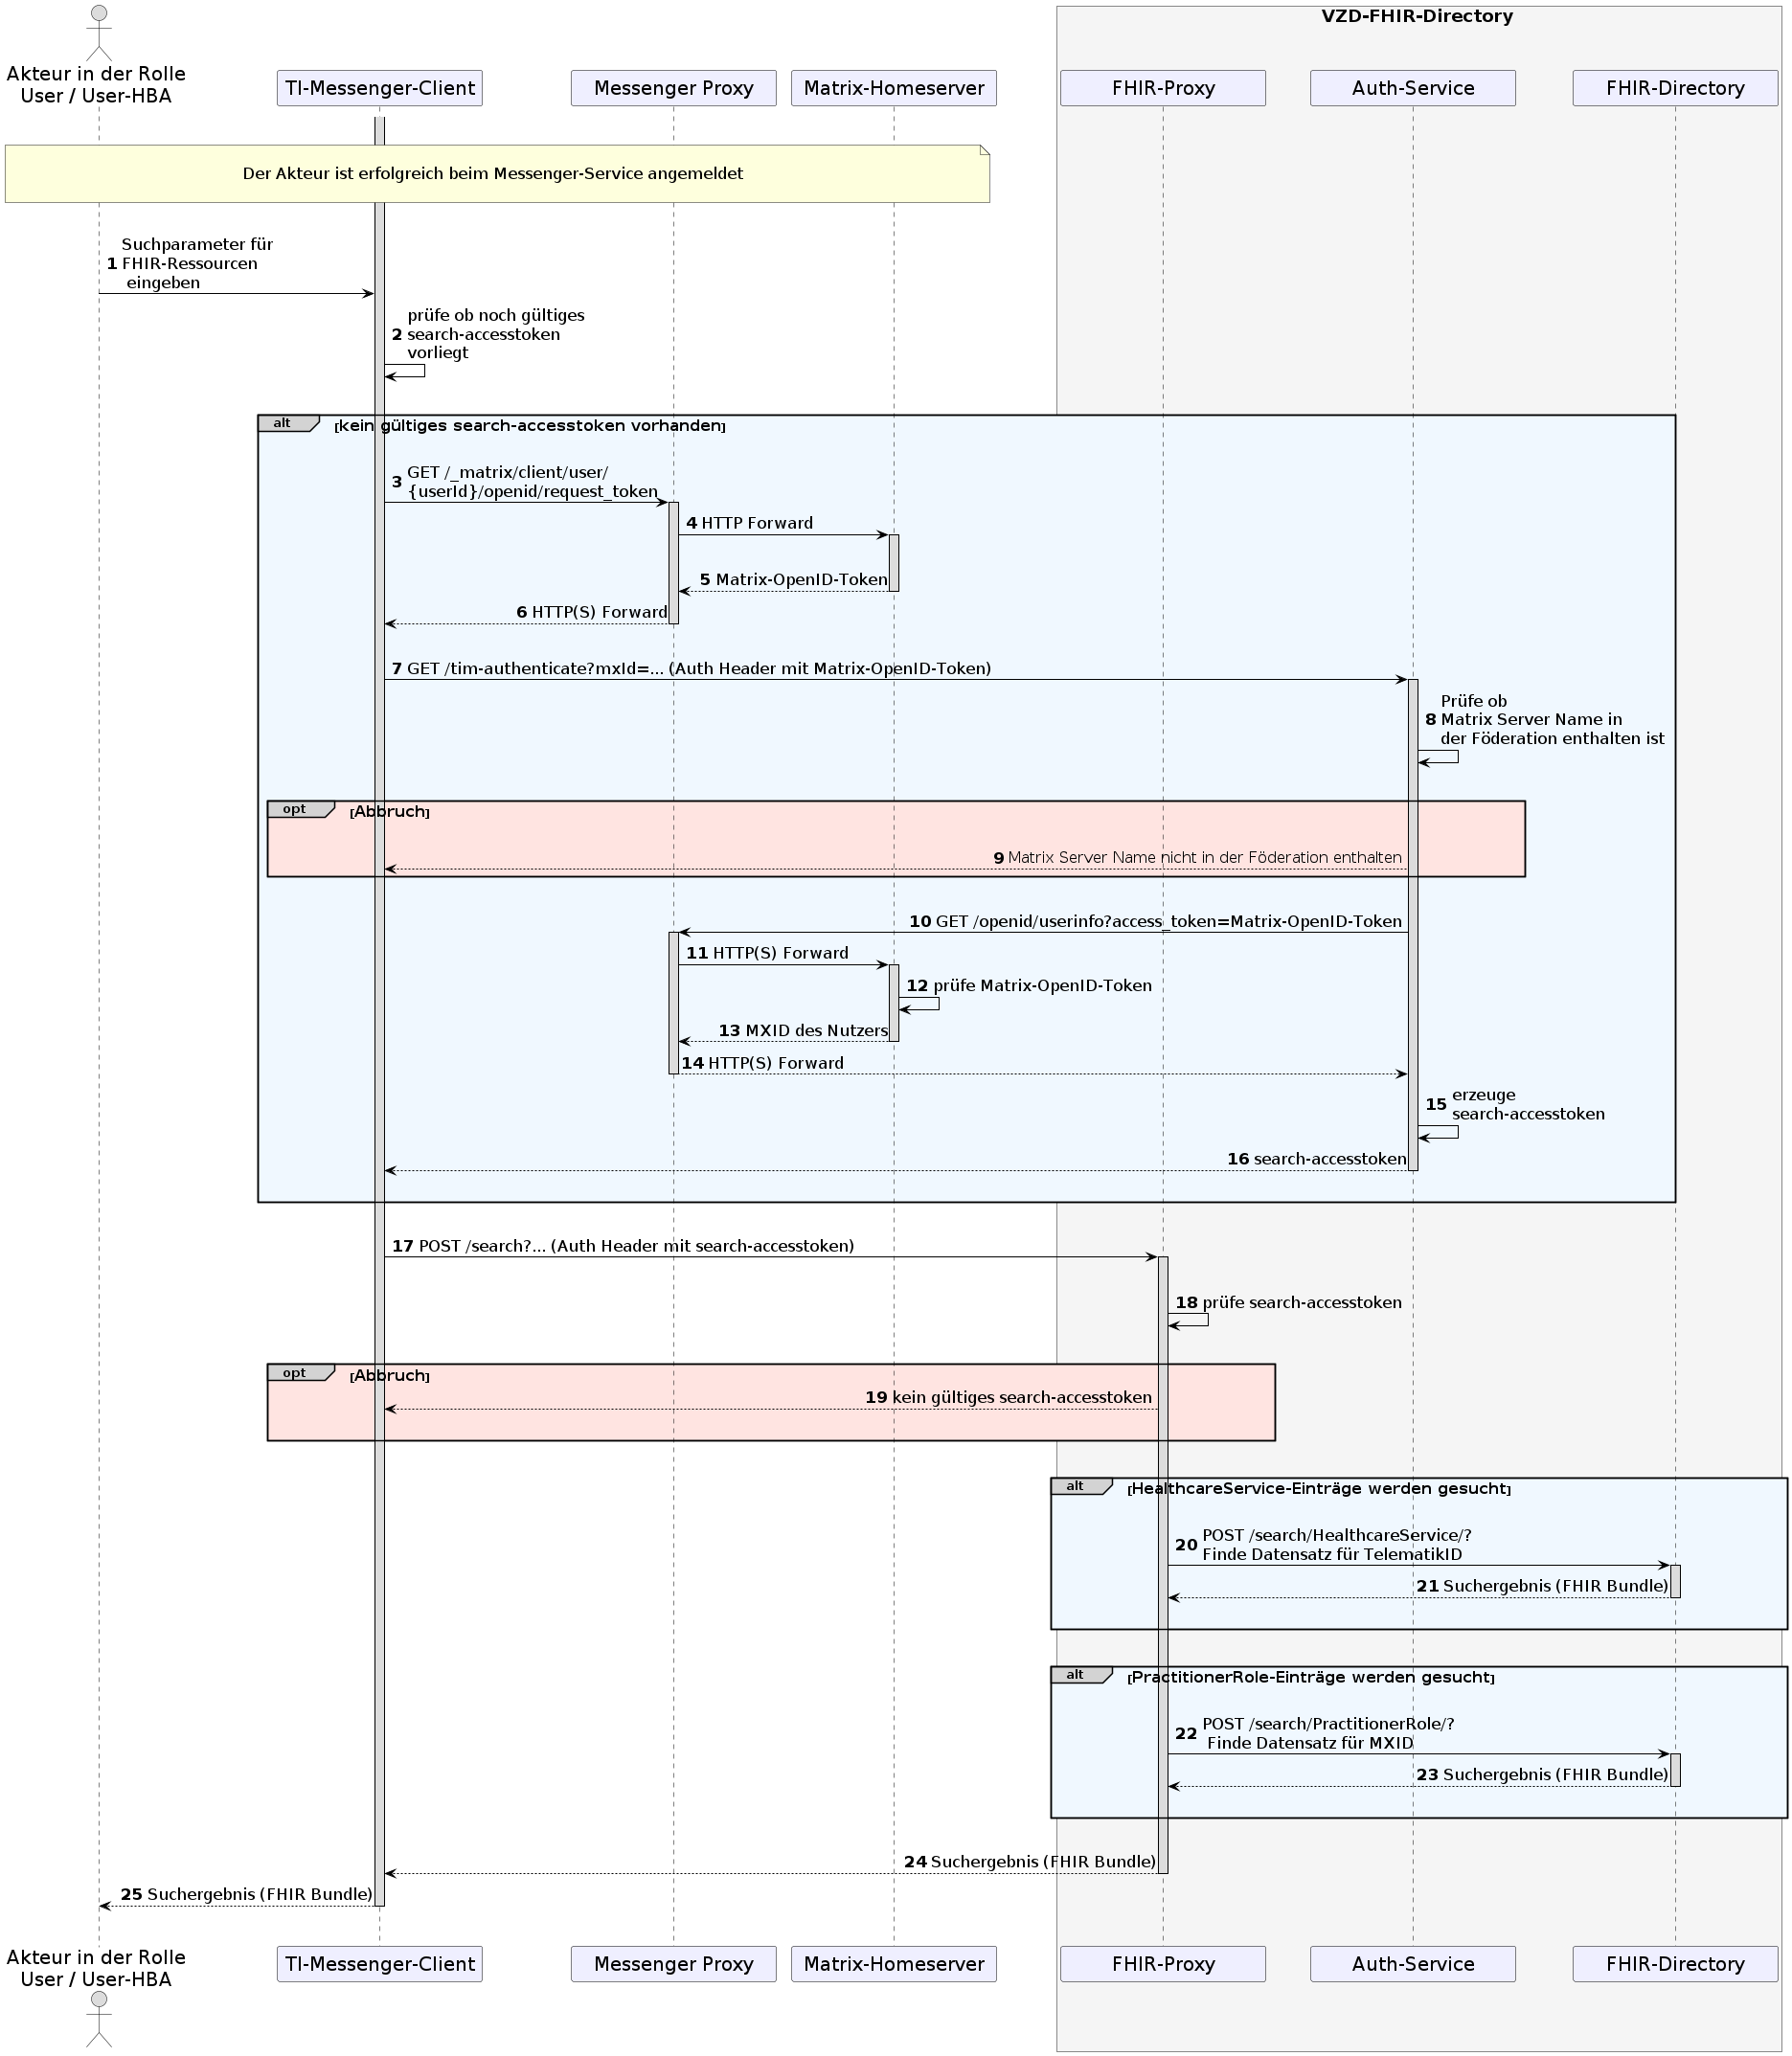 VZD-FHIR-Directory
Akteur in der Rolle
User / User-HBA
TI-Messenger-Client
Messenger Proxy
Matrix-Homeserver
FHIR-Proxy
Auth-Service
FHIR-Directory
Der Akteur ist erfolgreich beim Messenger-Service angemeldet
Suchparameter für
1 FHIR-Ressourcen
eingeben
prüfe ob noch gültiges
2 search-accesstoken
vorliegt
alt [kein gültiges search-accesstoken vorhanden]
3 GET /_matrix/client/user/
{userId}/openid/request_token
4 HTTP Forward
5 Matrix-OpenID-Token
6 HTTP(S) Forward
7 GET /tim-authenticate?mxId=... (Auth Header mit Matrix-OpenID-Token)
Prüfe ob
8 Matrix Server Name in
der Föderation enthalten ist
opt [Abbruch]
9 Matrix Server Name nicht in der Föderation enthalten
10 GET /openid/userinfo?access_token=Matrix-OpenID-Token
11 HTTP(S) Forward
12 prüfe Matrix-OpenID-Token
13 MXID des Nutzers
14 HTTP(S) Forward
15 erzeuge
search-accesstoken
16 search-accesstoken
17 POST /search?... (Auth Header mit search-accesstoken)
18 prüfe search-accesstoken
opt [Abbruch]
19 kein gültiges search-accesstoken
alt [HealthcareService-Einträge werden gesucht]
20 POST /search/HealthcareService/?
Finde Datensatz für TelematikID
21 Suchergebnis (FHIR Bundle)
alt [PractitionerRole-Einträge werden gesucht]
22 POST /search/PractitionerRole/?
Finde Datensatz für MXID
23 Suchergebnis (FHIR Bundle)
24 Suchergebnis (FHIR Bundle)
25 Suchergebnis (FHIR Bundle)
Akteur in der Rolle
User / User-HBA
TI-Messenger-Client
Messenger Proxy
Matrix-Homeserver
FHIR-Proxy
Auth-Service
FHIR-Directory